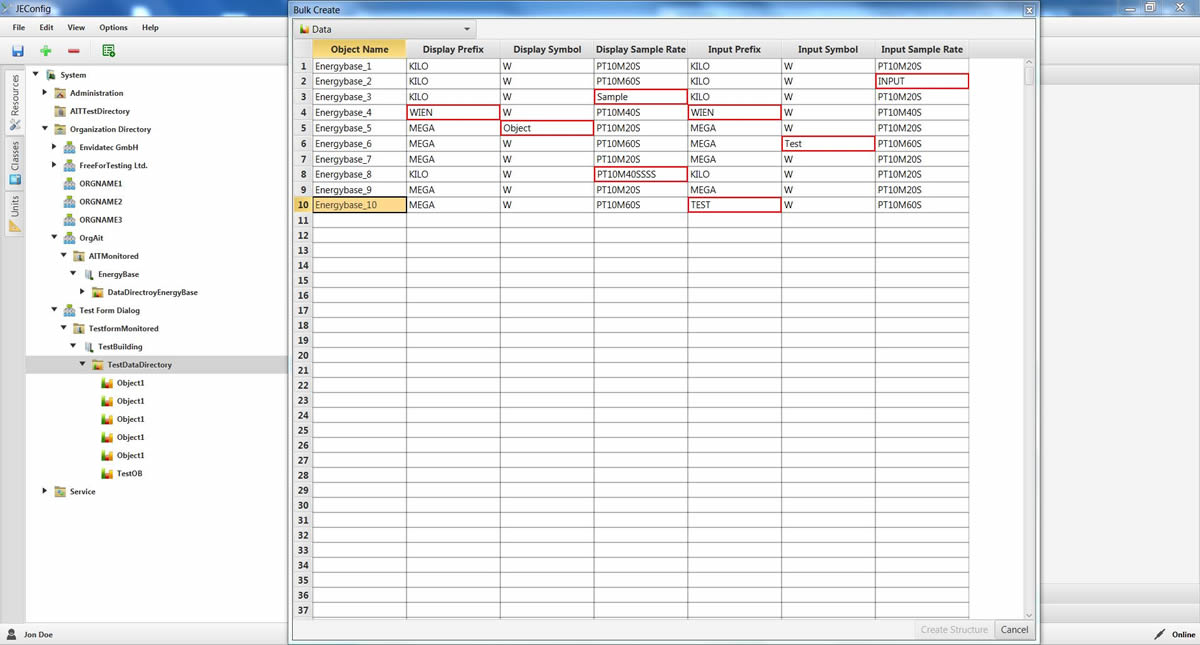 JEConfig
File Edit View Options Help
Resources
Classes
Units
System
Administration
AITTestDirectory
Organization Directory
Envidatec GmbH
FreeForTesting Ltd.
ORGNAME1
ORGNAME2
ORGNAME3
OrgAit
AITMonitored
EnergyBase
DataDirectroyEnergyBase
Test Form Dialog
TestformMonitored
TestBuilding
TestDataDirectory
Object1
Object1
Object1
Object1
Object1
TestOB
Service
Jon Doe
Bulk Create
Data
Object Name Display Prefix Display Symbol Display Sample Rate Input Prefix Input Symbol Input Sample Rate
1 Energybase_1 KILO W PT10M20S KILO W PT10M20S
2 Energybase_2 KILO W PT10M60S KILO W INPUT
3 Energybase_3 KILO W Sample KILO W PT10M20S
4 Energybase_4 WIEN W PT10M40S WIEN W PT10M40S
5 Energybase_5 MEGA Object PT10M20S MEGA W PT10M20S
6 Energybase_6 MEGA W PT10M60S MEGA Test PT10M60S
7 Energybase_7 MEGA W PT10M20S MEGA W PT10M20S
8 Energybase_8 KILO W PT10M40SSSS KILO W PT10M20S
9 Energybase_9 MEGA W PT10M20S MEGA W PT10M20S
10 Energybase_10 MEGA W PT10M60S TEST W PT10M60S
11
12
13
14
15
16
17
18
19
20
21
22
23
24
25
26
27
28
29
30
31
32
33
34
35
36
37
Create Structure Cancel
Online